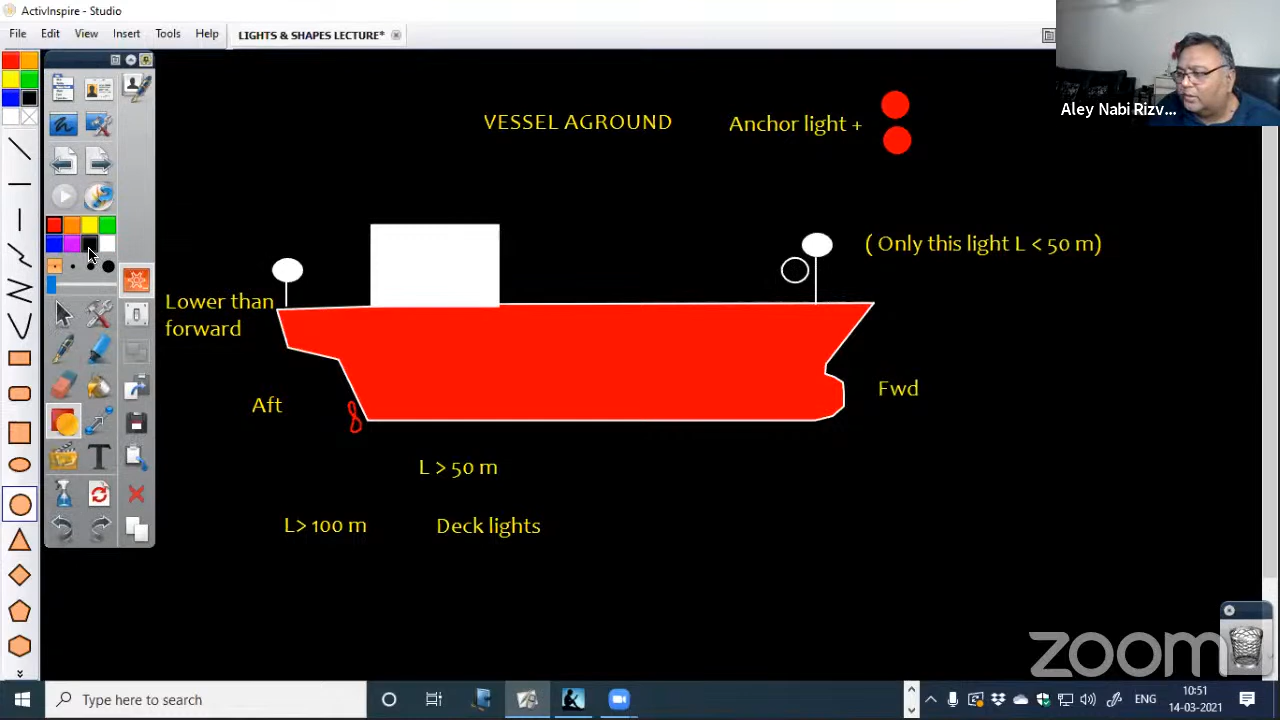 ActivInspire - Studio
File Edit View Insert Tools Help
LIGHTS & SHAPES LECTURE*
Aley Nabi Rizv...
VESSEL AGROUND
Anchor light +
( Only this light L < 50 m)
Lower than
forward
Aft
Fwd
L > 50 m
L> 100 m
Deck lights
zoom
Type here to search
ENG
10:51
14-03-2021